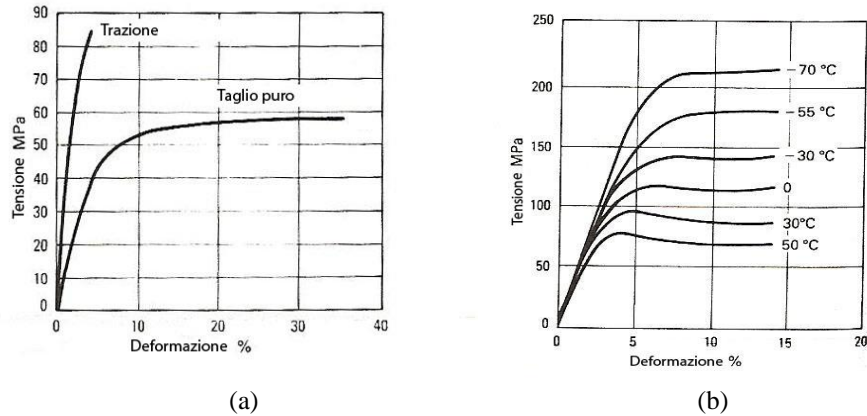 90
80
70
60
50
40
30
20
10
0
Tensione MPa
Trazione
Taglio puro
0 10 20 30 40
Deformazione %
(a)
250
200
150
100
50
0
Tensione MPa
−70 °C
−55 °C
−30 °C
0
30°C
50 °C
0 5 10 15 20
Deformazione %
(b)